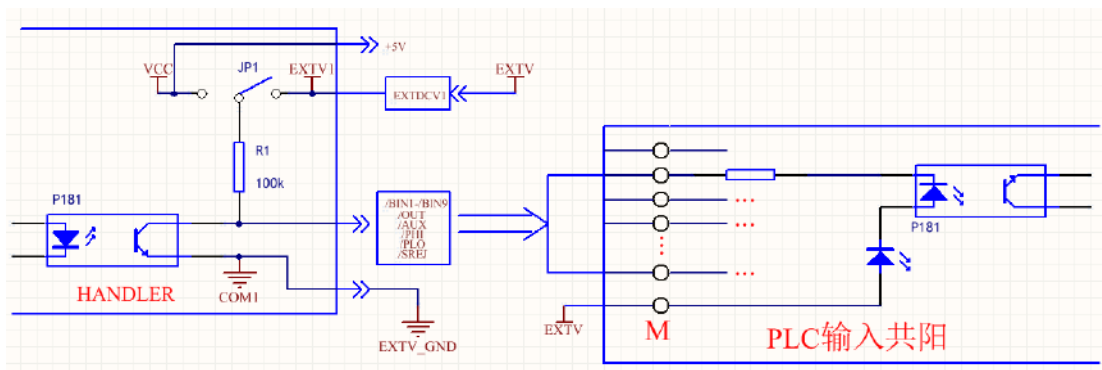 +5V
VCC
JP1
EXTV1
EXTV
EXTDCV1
R1
100k
P181
/BIN1-/BIN9
/OUT
/AUX
/PHI
/PLO
/SREJ
HANDLER
COM1
EXTV_GND
P181
EXTV
M
PLC输入共阳